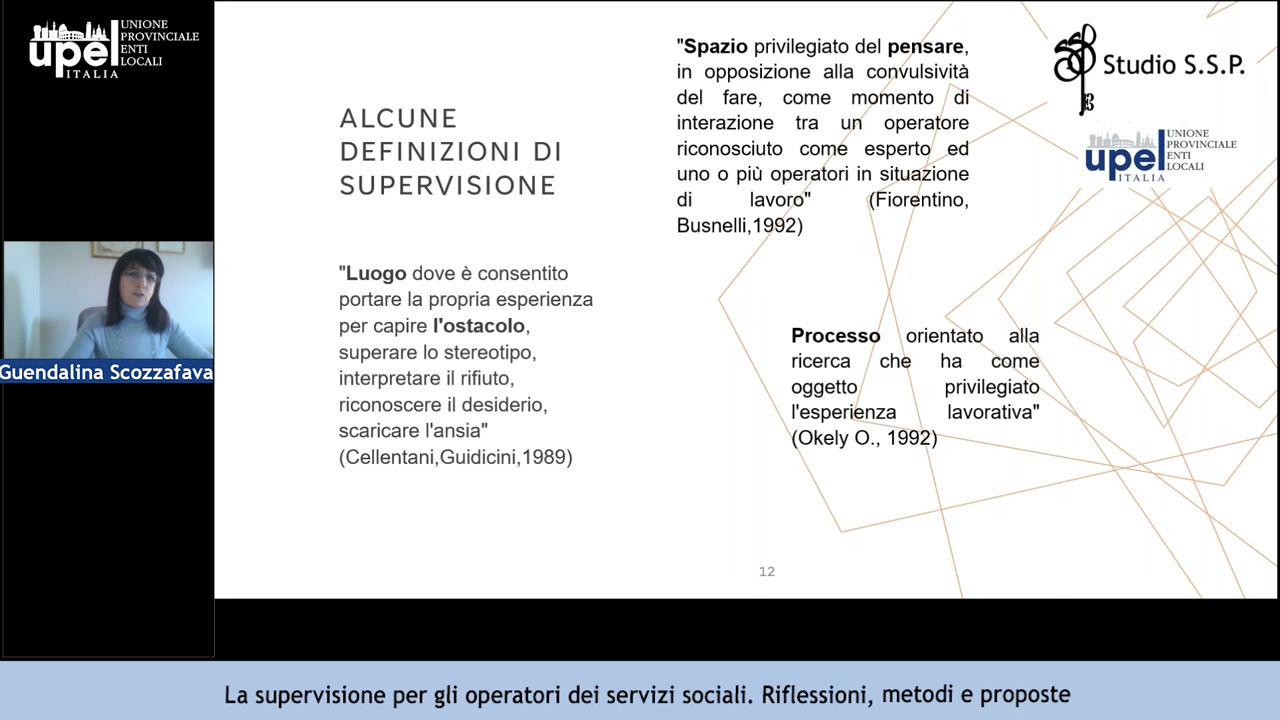 upel
ITALIA
UNIONE
PROVINCIALE
ENTI
LOCALI
ALCUNE
DEFINIZIONI DI
SUPERVISIONE
"Luogo dove è consentito
portare la propria esperienza
per capire l'ostacolo,
superare lo stereotipo,
interpretare il rifiuto,
riconoscere il desiderio,
scaricare l'ansia"
(Cellentani,Guidicini,1989)
"Spazio privilegiato del pensare,
in opposizione alla convulsività
del fare, come momento di
interazione tra un operatore
riconosciuto come esperto ed
uno o più operatori in situazione
di lavoro" (Fiorentino,
Busnelli,1992)
Processo orientato alla
ricerca che ha come
oggetto privilegiato
l'esperienza lavorativa"
(Okely O., 1992)
Studio S.S.P.
upel
ITALIA
UNIONE
PROVINCIALE
ENTI
LOCALI
12
Guendalina Scozzafava
La supervisione per gli operatori dei servizi sociali. Riflessioni, metodi e proposte